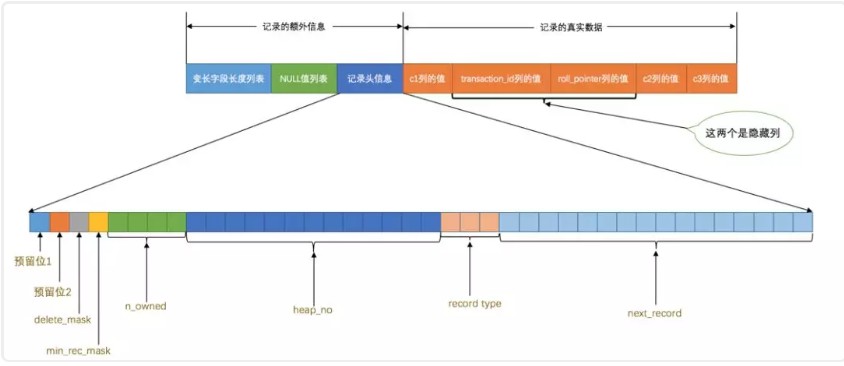 记录的额外信息
记录的真实数据
变长字段长度列表
NULL值列表
记录头信息
c1列的值
transaction_id列的值
roll_pointer列的值
c2列的值
c3列的值
这两个是隐藏列
预留位1
预留位2
delete_mask
min_rec_mask
n_owned
heap_no
record type
next_record